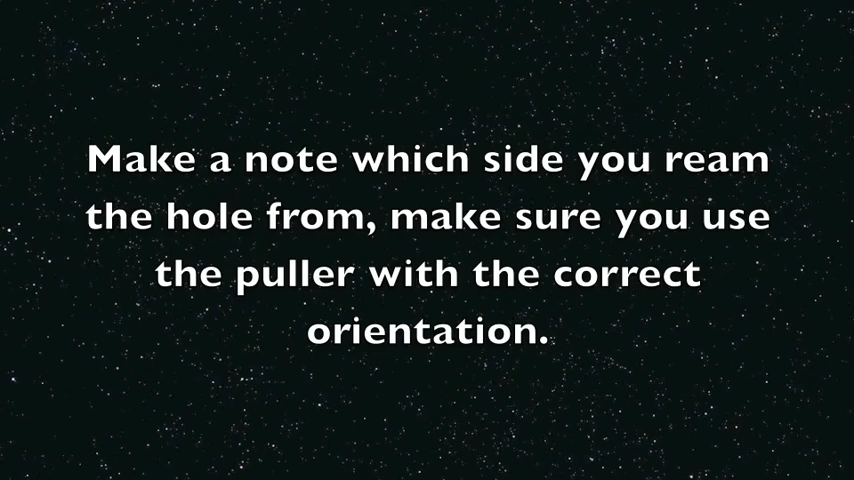 Make a note which side you ream
the hole from, make sure you use
the puller with the correct
orientation.